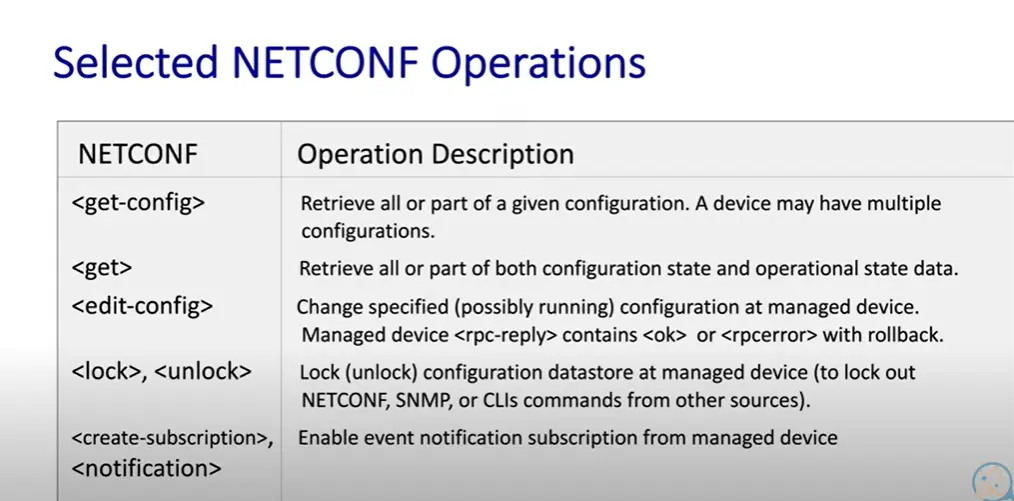 Selected NETCONF Operations
NETCONF
Operation Description
<get-config>
Retrieve all or part of a given configuration. A device may have multiple
configurations.
<get>
Retrieve all or part of both configuration state and operational state data.
<edit-config>
Change specified (possibly running) configuration at managed device.
Managed device <rpc-reply> contains <ok> or <rpcerror> with rollback.
<lock>, <unlock>
Lock (unlock) configuration datastore at managed device (to lock out
NETCONF, SNMP, or CLIs commands from other sources).
<create-subscription>,
<notification>
Enable event notification subscription from managed device